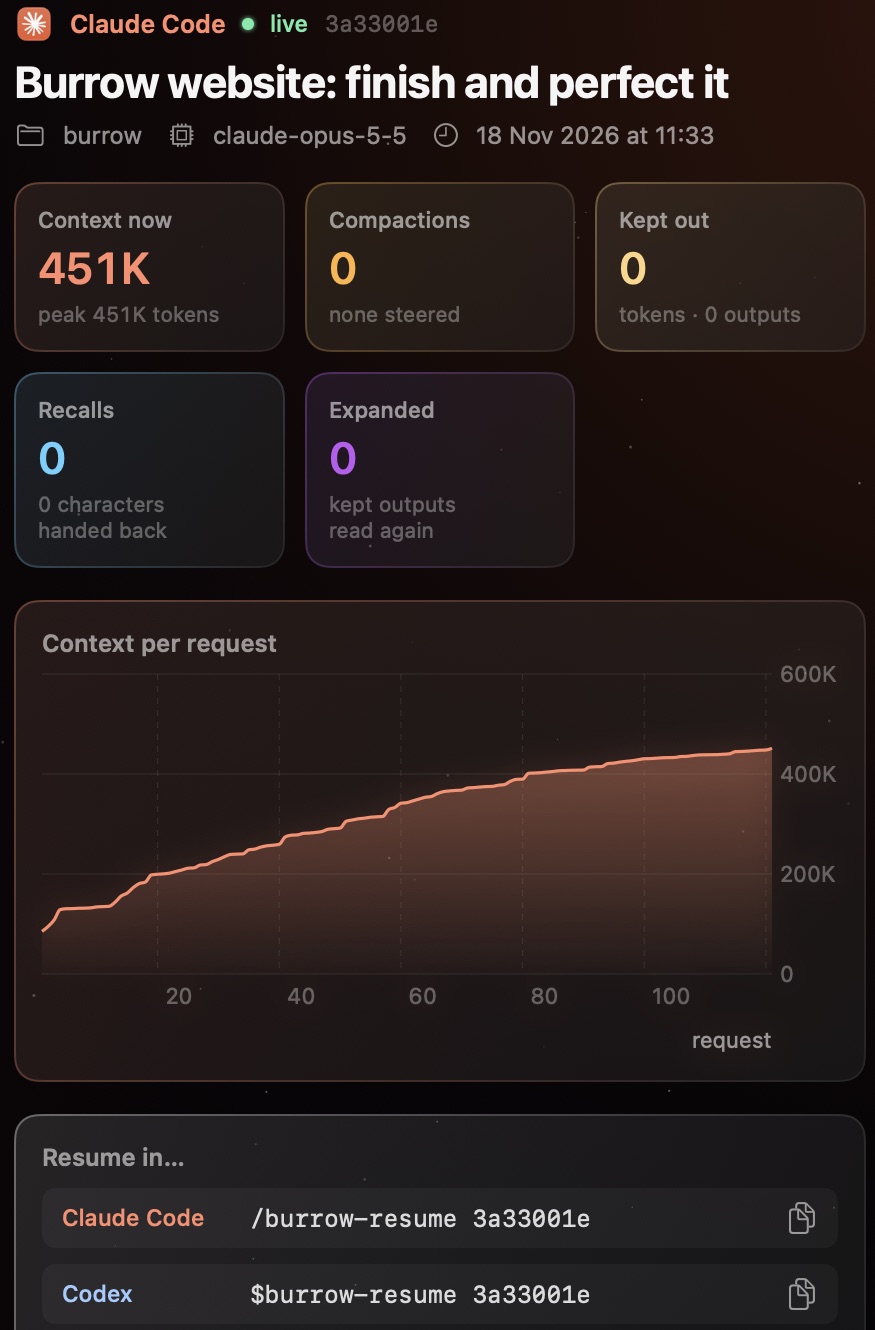 Claude Code live 3a33001e
Burrow website: finish and perfect it
burrow claude-opus-5-5 18 Nov 2026 at 11:33
Context now
451K
peak 451K tokens
Compactions
0
none steered
Kept out
0
tokens · 0 outputs
Recalls
0
0 characters
handed back
Expanded
0
kept outputs
read again
Context per request
600K
400K
200K
0
20 40 60 80 100
request
Resume in...
Claude Code /burrow-resume 3a33001e
Codex $burrow-resume 3a33001e